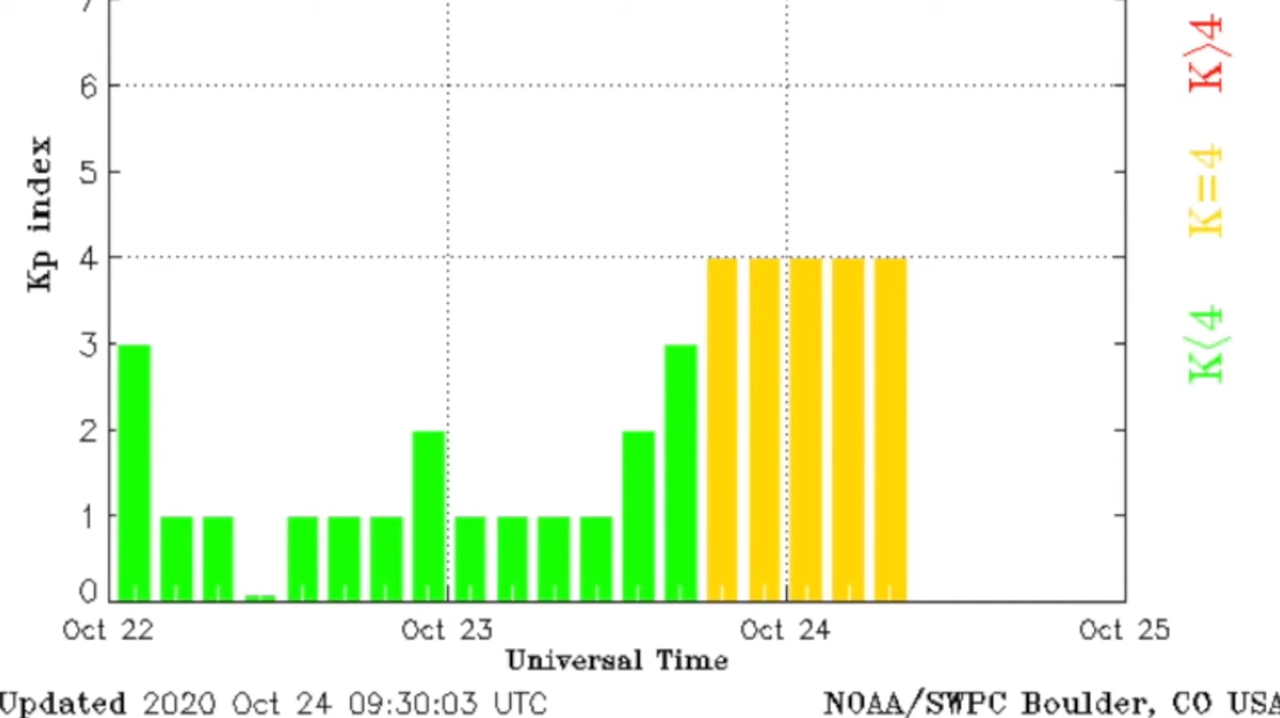 7
6
5
4
3
2
1
0
Kp index
Oct 22 Oct 23 Oct 24 Oct 25
Universal Time
Updated 2020 Oct 24 09:30:03 UTC NOAA/SWPC Boulder, CO USA
K<4 K=4 K>4